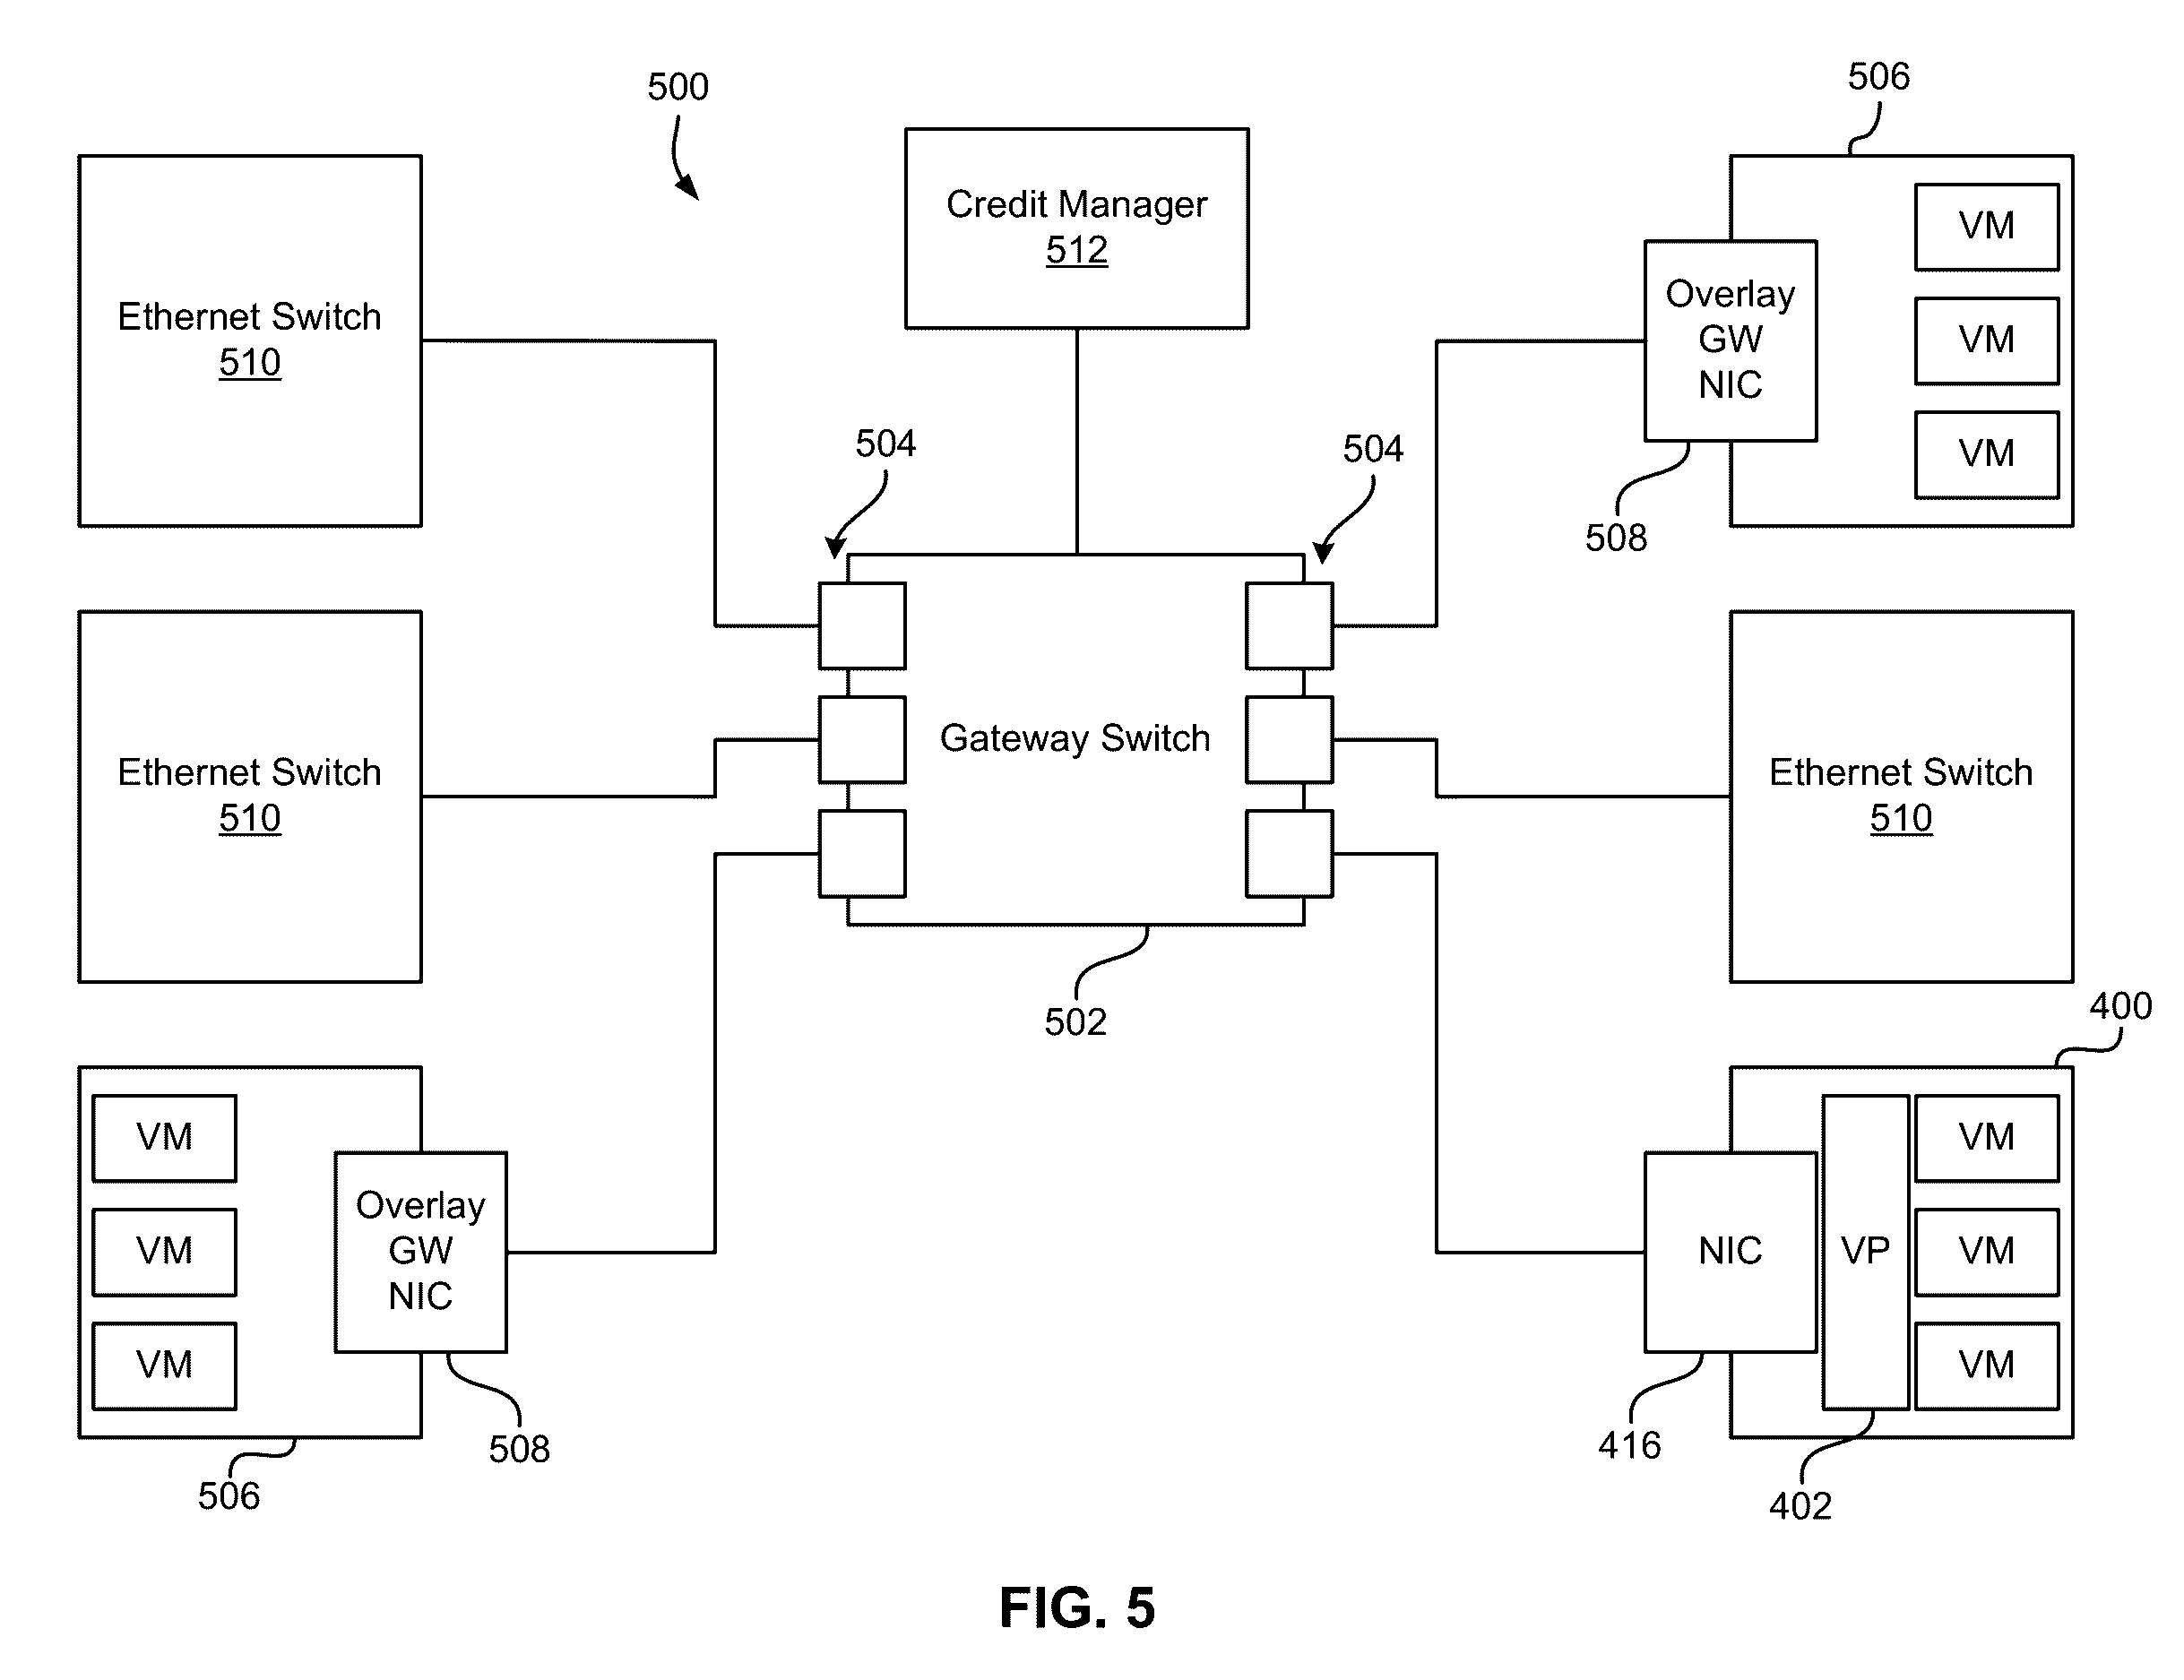 500
506
Credit Manager
512
VM
Overlay
GW
NIC
VM
VM
508
Ethernet Switch
510
504
504
Gateway Switch
502
Ethernet Switch
510
Ethernet Switch
510
400
VM
VM
VM
Overlay
GW
NIC
508
506
NIC
VP
VM
VM
VM
416
402
FIG. 5